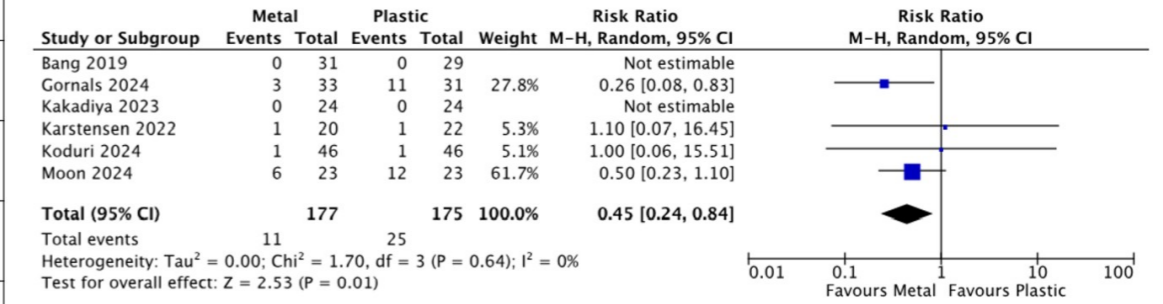 Metal Plastic Risk Ratio Risk Ratio
Study or Subgroup Events Total Events Total Weight M-H, Random, 95% CI M-H, Random, 95% CI
Bang 2019 0 31 0 29 Not estimable
Gornals 2024 3 33 11 31 27.8% 0.26 [0.08, 0.83]
Kakadiya 2023 0 24 0 24 Not estimable
Karstensen 2022 1 20 1 22 5.3% 1.10 [0.07, 16.45]
Koduri 2024 1 46 1 46 5.1% 1.00 [0.06, 15.51]
Moon 2024 6 23 12 23 61.7% 0.50 [0.23, 1.10]
Total (95% CI) 177 175 100.0% 0.45 [0.24, 0.84]
Total events 11 25
Heterogeneity: Tau² = 0.00; Chi² = 1.70, df = 3 (P = 0.64); I² = 0%
Test for overall effect: Z = 2.53 (P = 0.01)
0.01 0.1 1 10 100
Favours Metal Favours Plastic